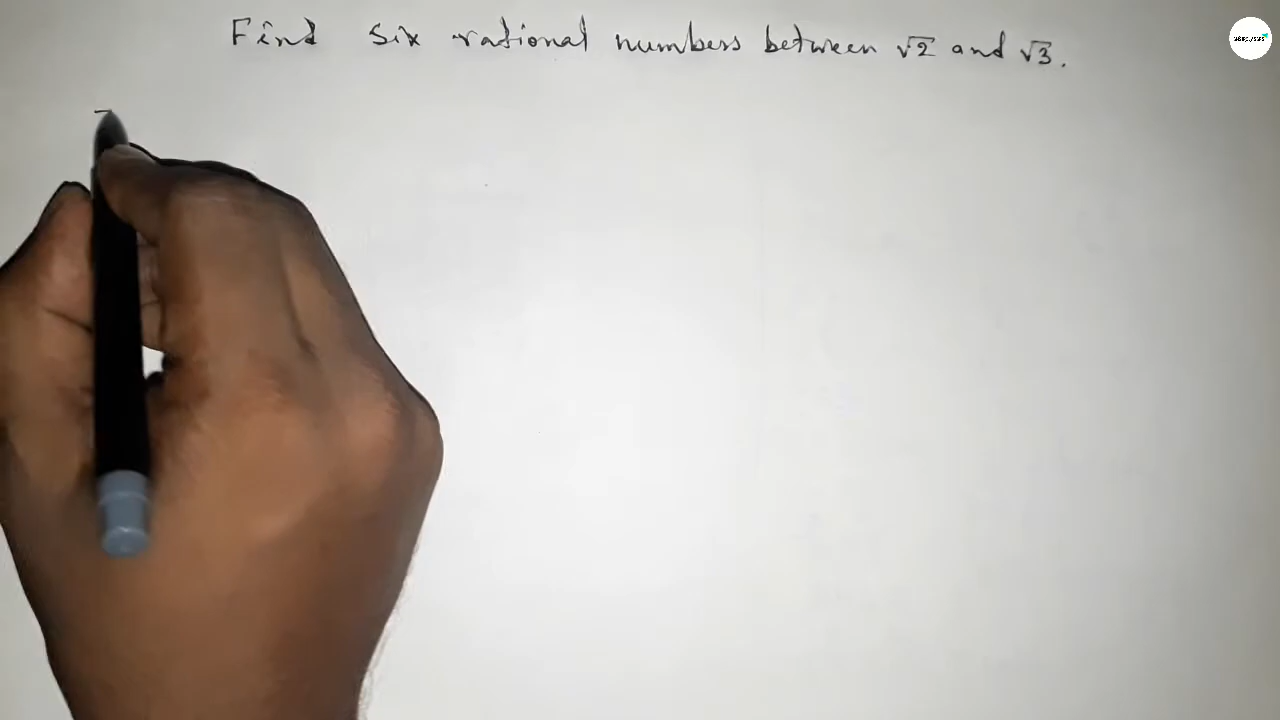 Find six rational numbers between √2 and √3.